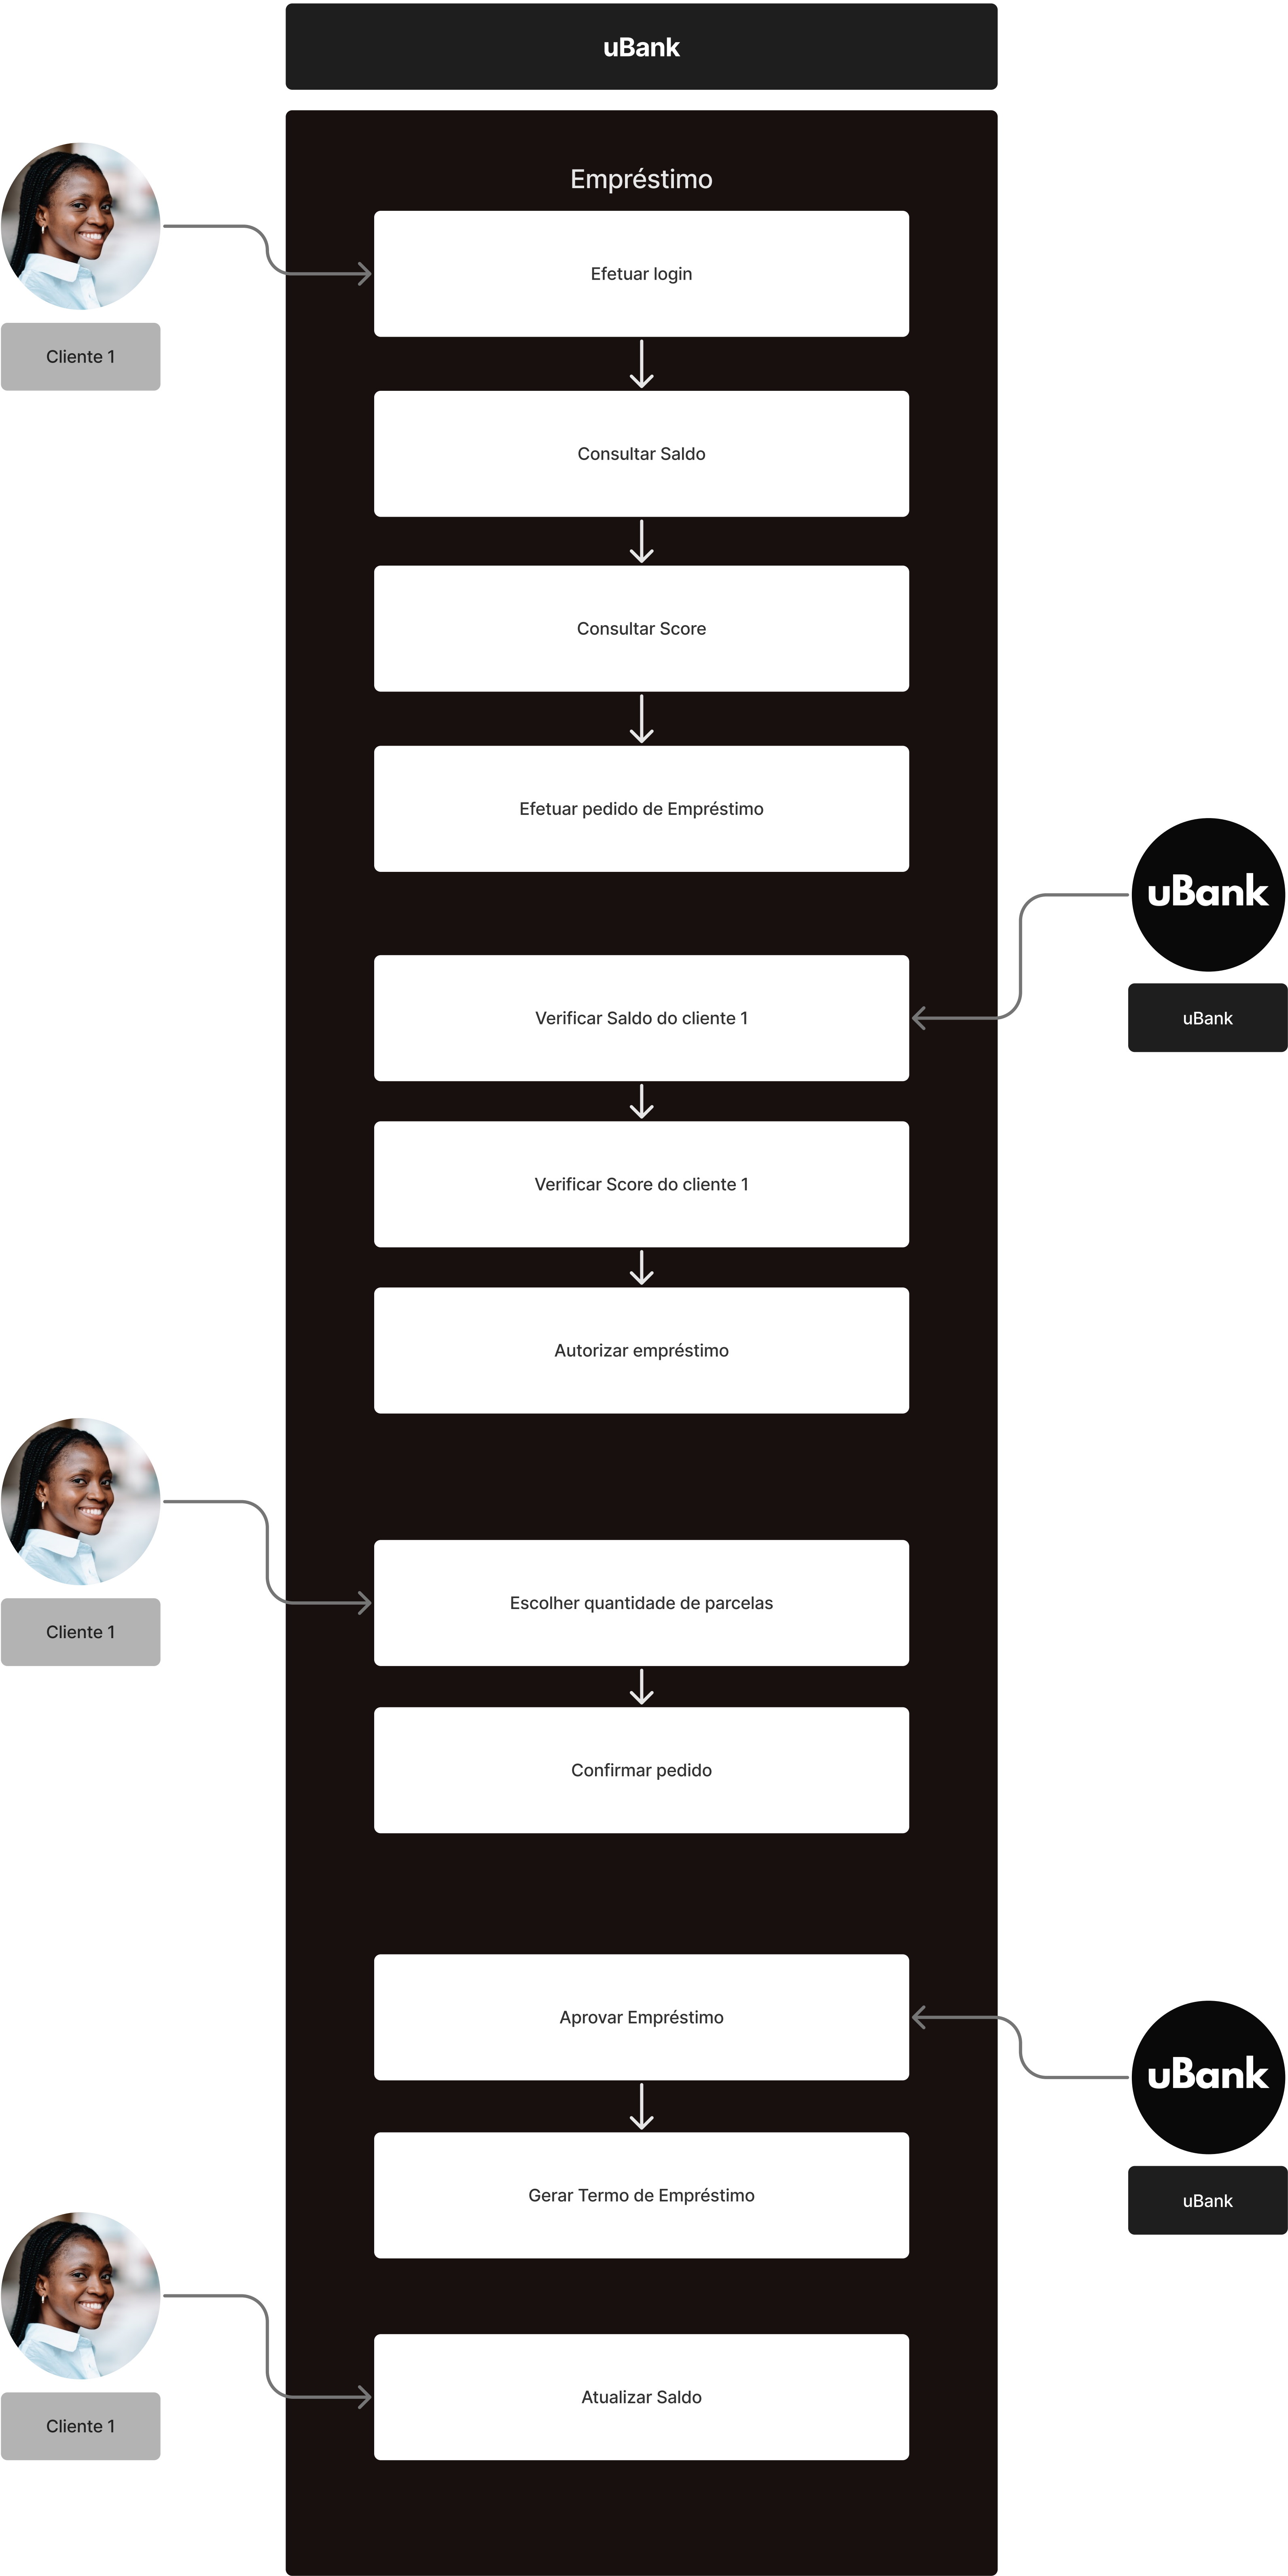 uBank
Empréstimo
Efetuar login
Cliente 1
Consultar Saldo
Consultar Score
Efetuar pedido de Empréstimo
uBank
Verificar Saldo do cliente 1
uBank
Verificar Score do cliente 1
Autorizar empréstimo
Escolher quantidade de parcelas
Cliente 1
Confirmar pedido
Aprovar Empréstimo
uBank
Gerar Termo de Empréstimo
uBank
Atualizar Saldo
Cliente 1